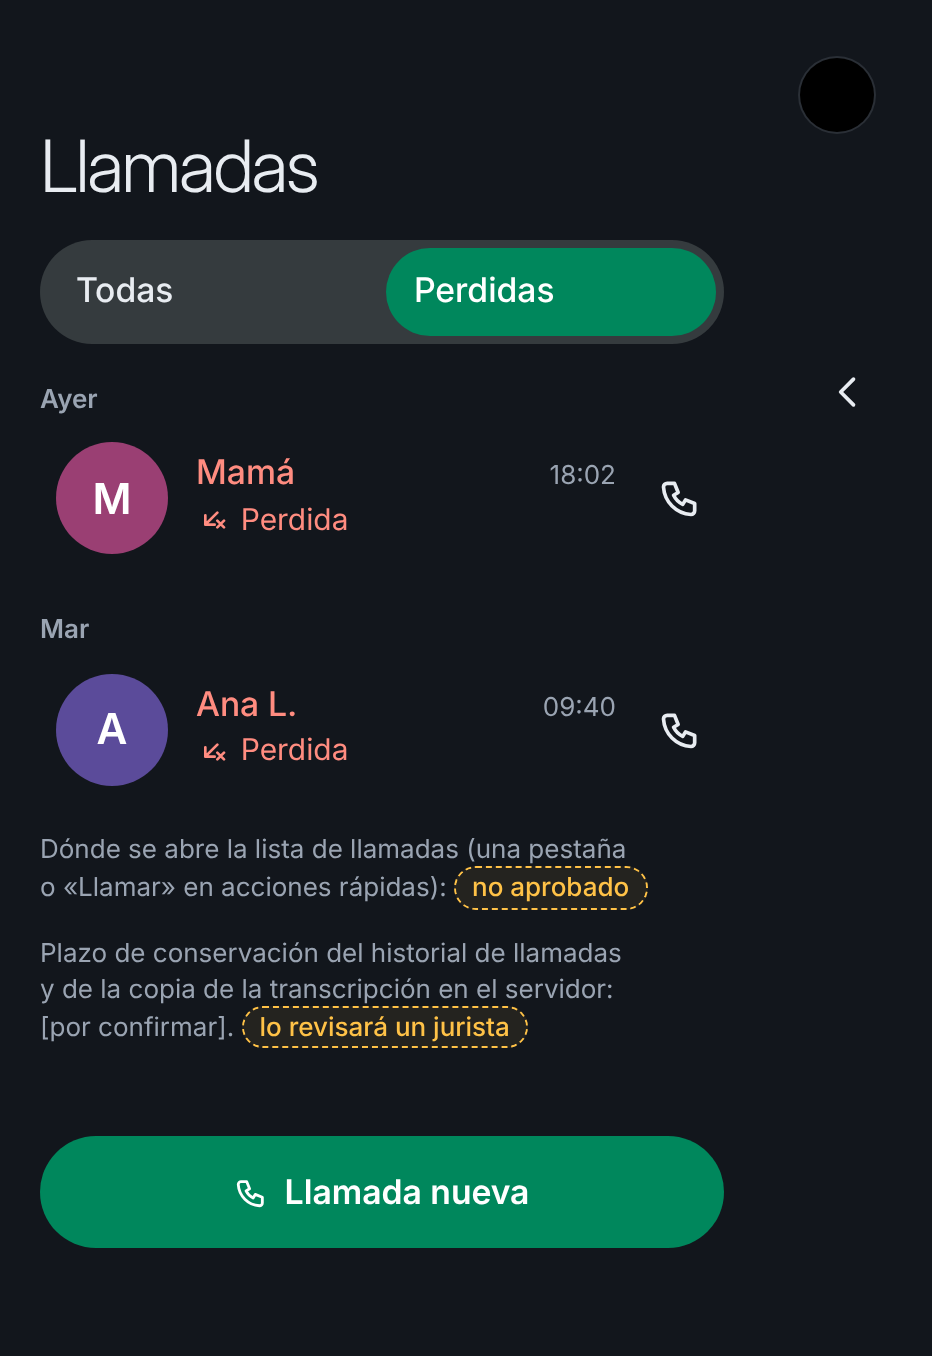 Llamadas
Todas
Perdidas
Ayer
M
Mamá
18:02
Perdida
Mar
A
Ana L.
09:40
Perdida
Dónde se abre la lista de llamadas (una pestaña
o «Llamar» en acciones rápidas): no aprobado
Plazo de conservación del historial de llamadas
y de la copia de la transcripción en el servidor:
[por confirmar]. lo revisará un jurista
Llamada nueva